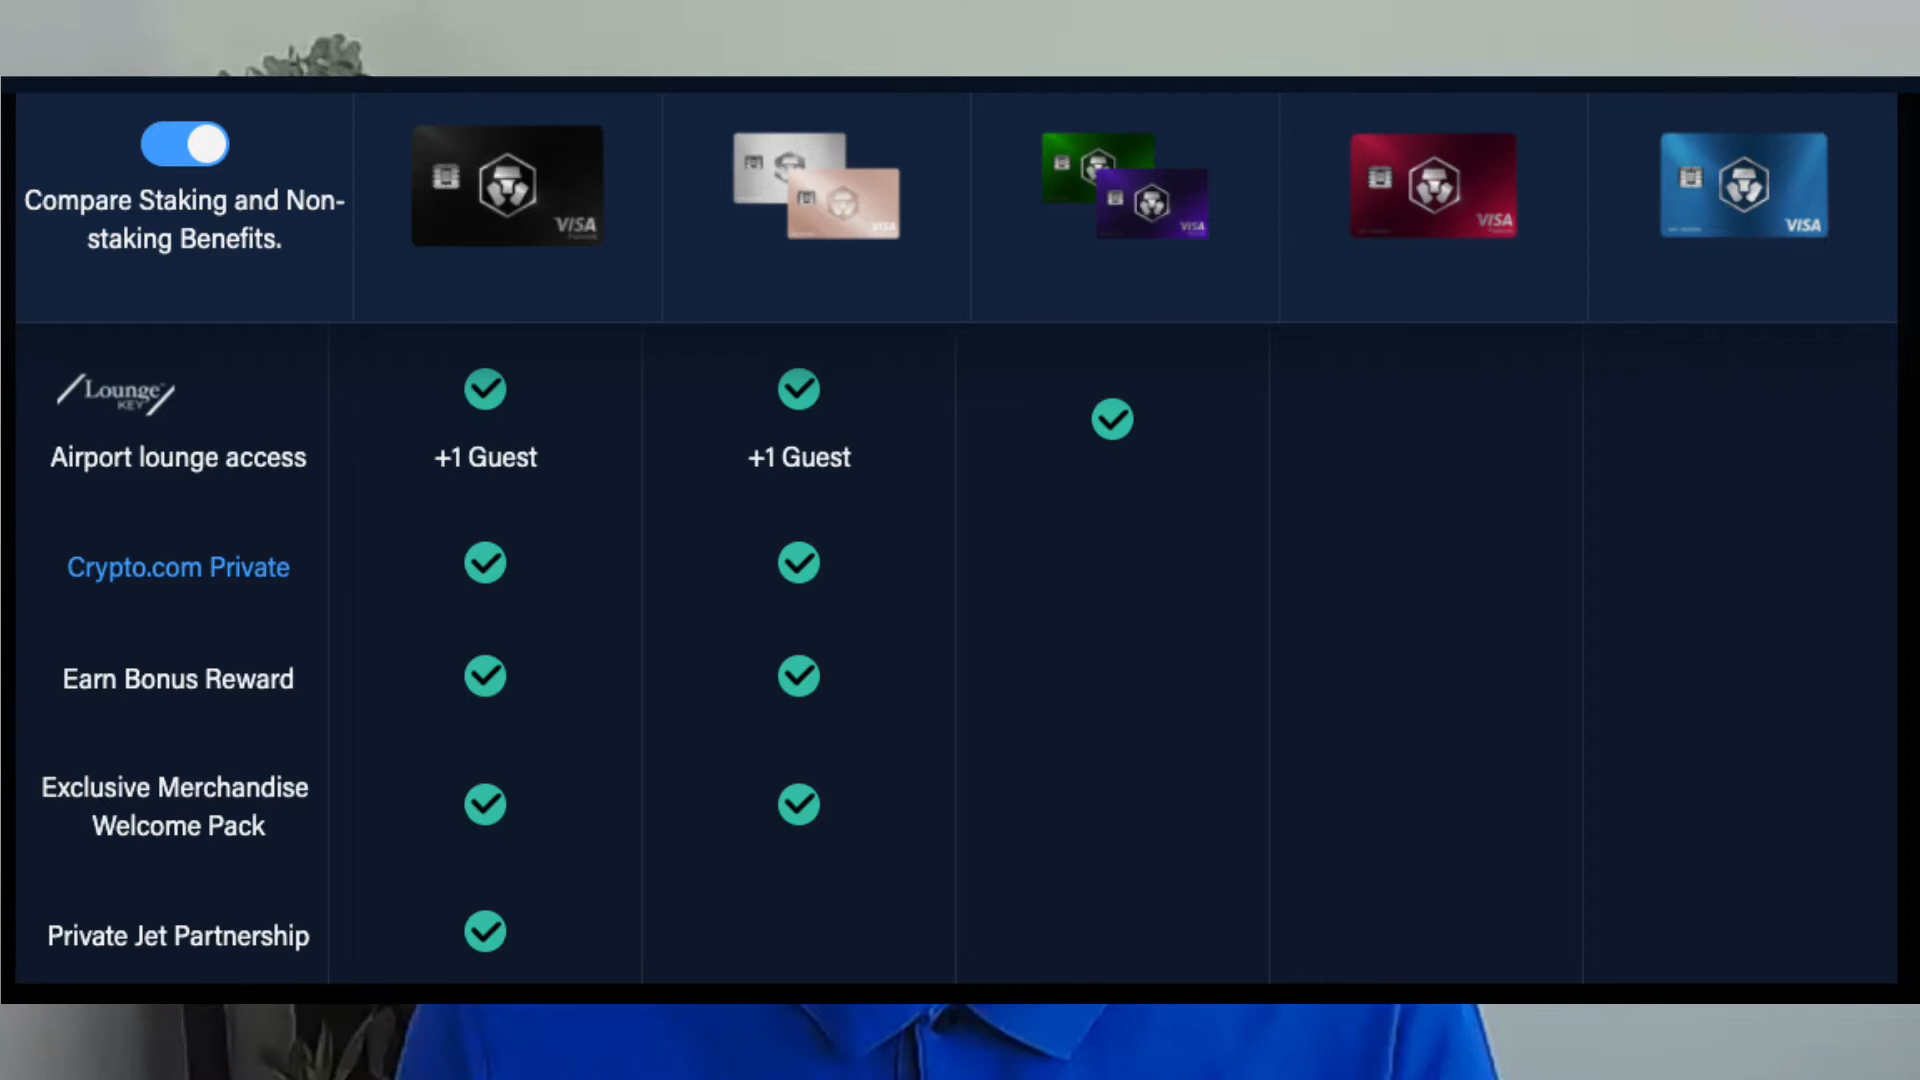 Compare Staking and Non-
staking Benefits.
VISA
VISA
VISA
VISA
VISA
Lounge
KEY
Airport lounge access
+1 Guest
+1 Guest
Crypto.com Private
Earn Bonus Reward
Exclusive Merchandise
Welcome Pack
Private Jet Partnership